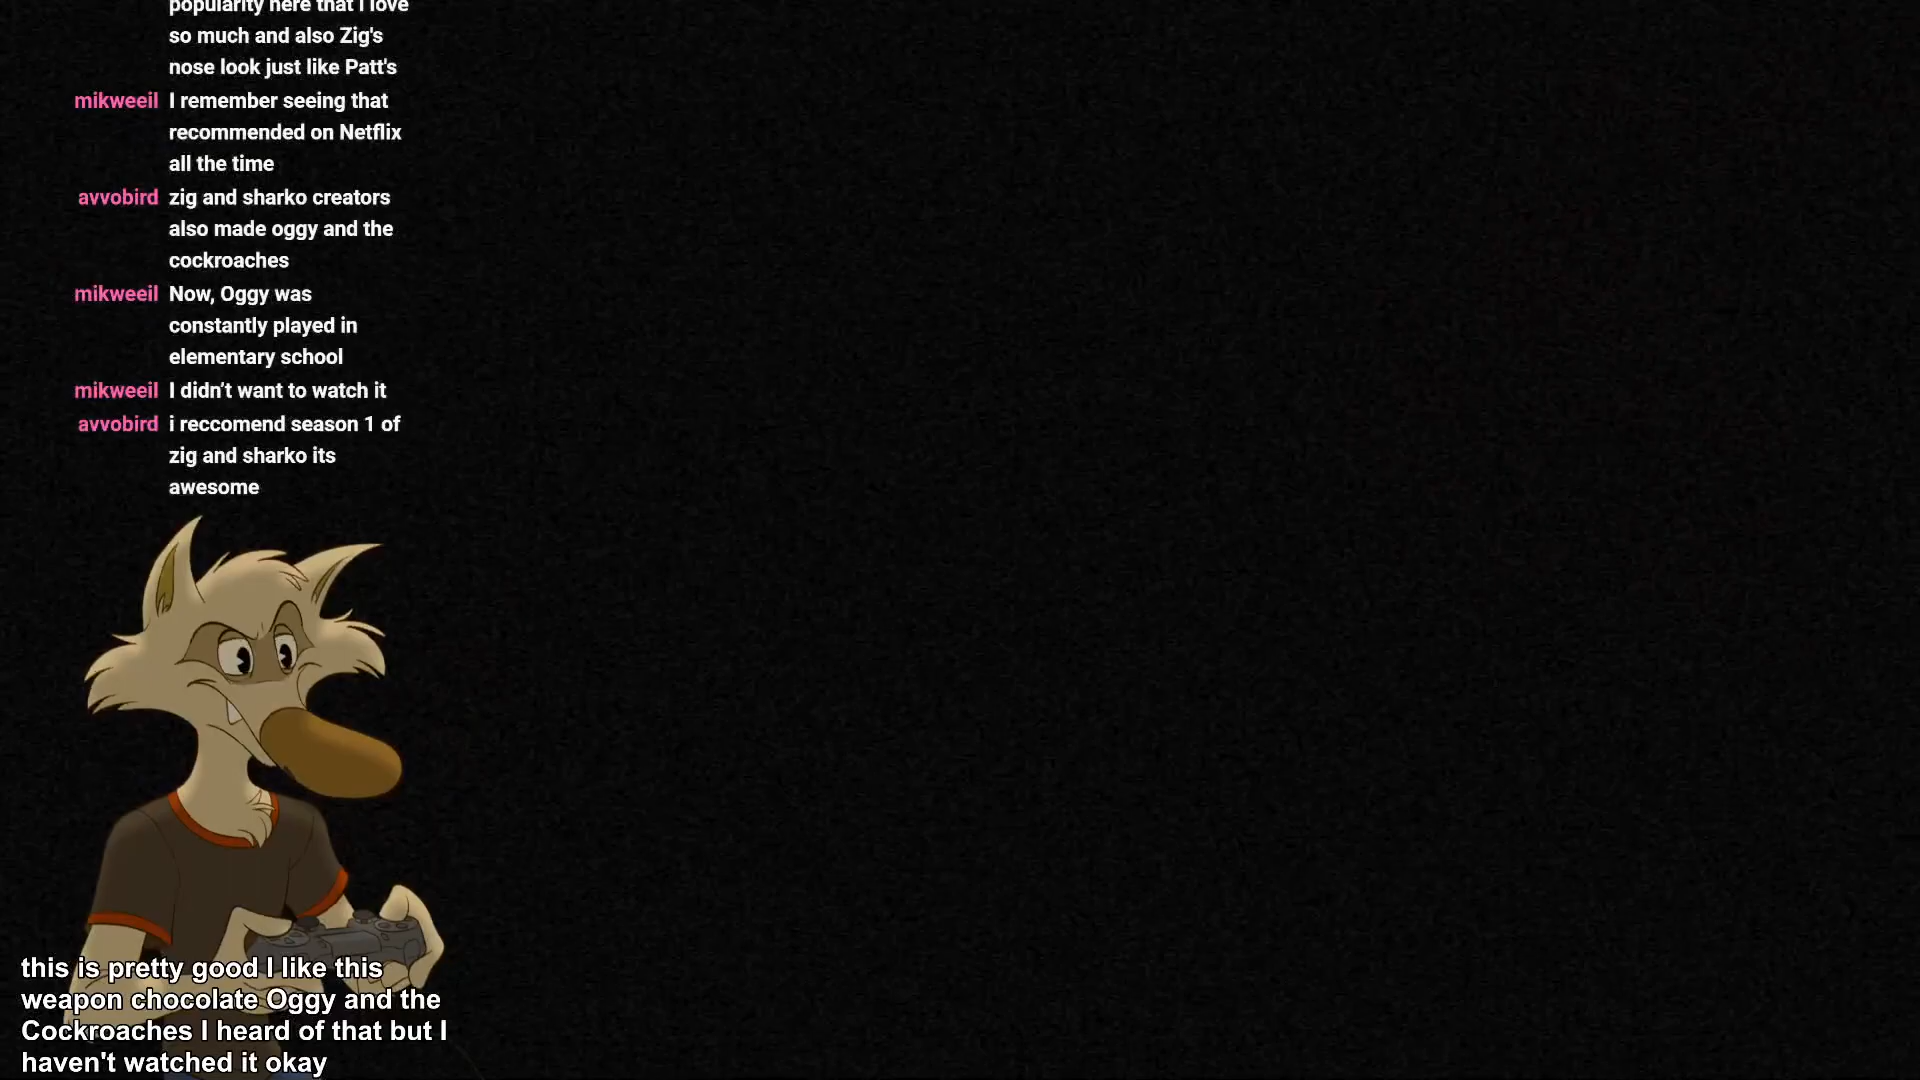 popularity here that I love
so much and also Zig's
nose look just like Patt's
mikweeil I remember seeing that
recommended on Netflix
all the time
avvobird zig and sharko creators
also made oggy and the
cockroaches
mikweeil Now, Oggy was
constantly played in
elementary school
mikweeil I didn’t want to watch it
avvobird i reccomend season 1 of
zig and sharko its
awesome
this is pretty good I like this
weapon chocolate Oggy and the
Cockroaches I heard of that but I
haven't watched it okay